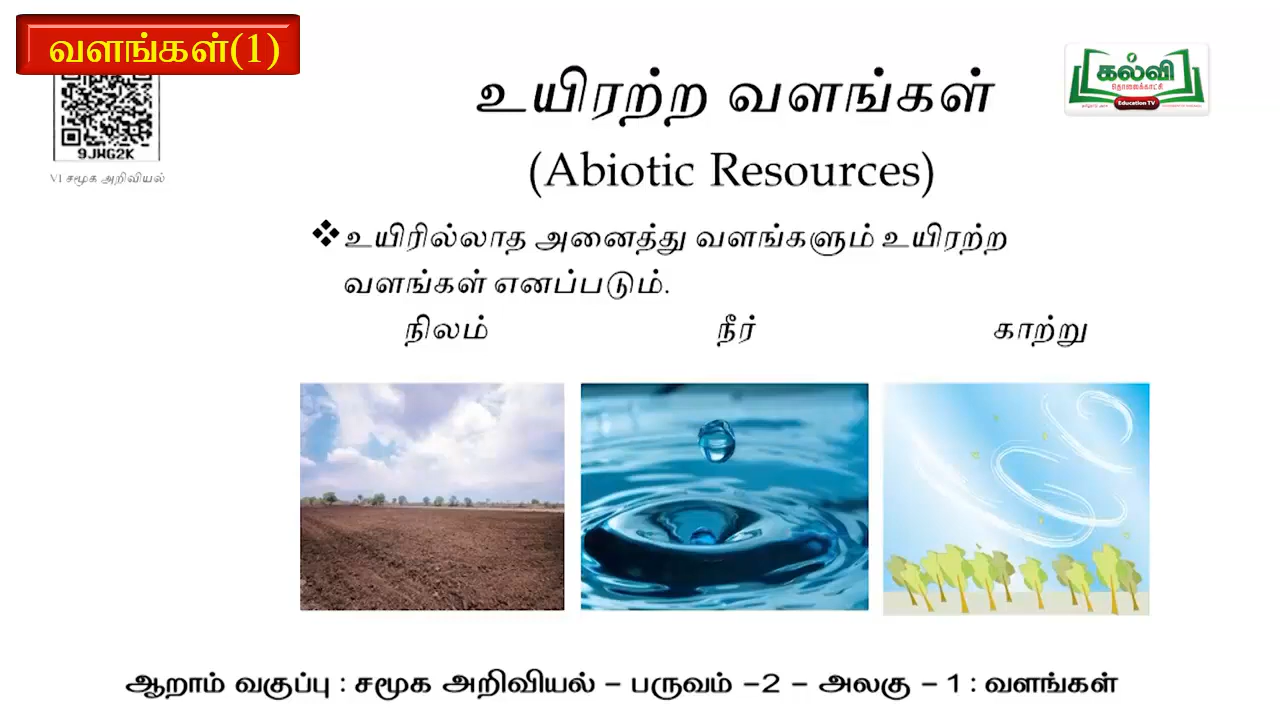 வளங்கள்(1)
9JWG2K
VI சமூக அறிவியல்
உயிரற்ற வளங்கள்
(Abiotic Resources)
கல்வி
தொலைக்காட்சி
Education TV
❖உயிரில்லாத அனைத்து வளங்களும் உயிரற்ற
வளங்கள் எனப்படும்.
நிலம் நீர் காற்று
ஆறாம் வகுப்பு : சமூக அறிவியல் – பருவம் –2 – அலகு – 1 : வளங்கள்